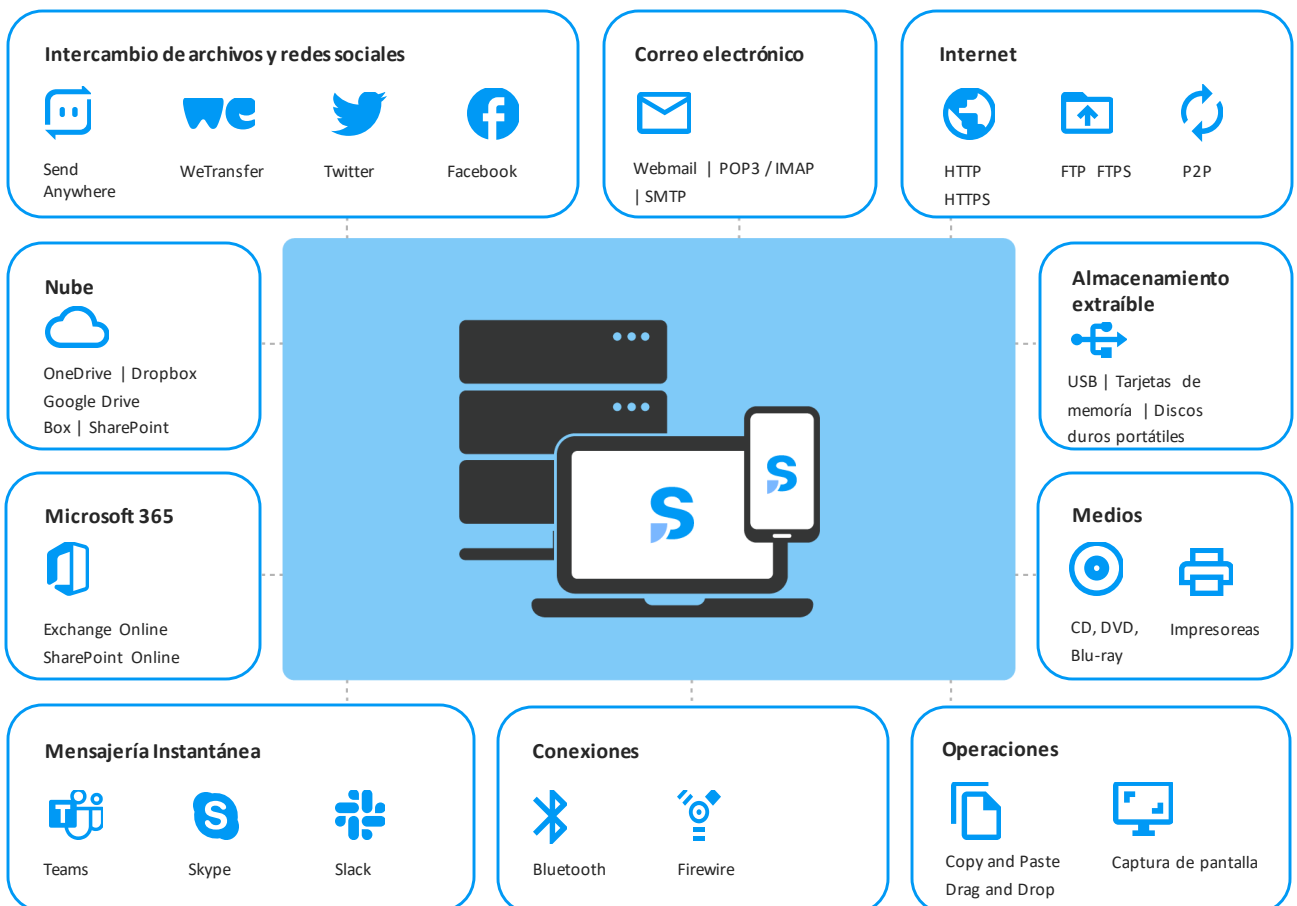 Intercambio de archivos y redes sociales
Send
Anywhere
WeTransfer
Twitter
Facebook
Correo electrónico
Webmail | POP3 / IMAP
| SMTP
Internet
HTTP
HTTPS
FTP FTPS
P2P
Nube
OneDrive | Dropbox
Google Drive
Box | SharePoint
Almacenamiento
extraíble
USB | Tarjetas de
memoría | Discos
duros portátiles
Microsoft 365
Exchange Online
SharePoint Online
S
S
Medios
CD, DVD,
Blu-ray
Impresoreas
Mensajería Instantánea
Teams
Skype
Slack
Conexiones
Bluetooth
Firewire
Operaciones
Copy and Paste
Drag and Drop
Captura de pantalla